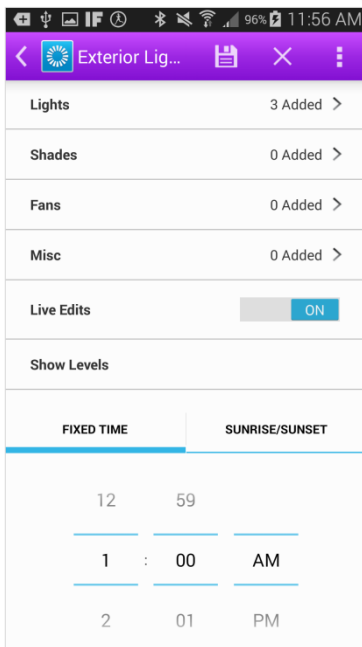 IF 96% 11:56 AM
Exterior Lig...
Lights 3 Added >
Shades 0 Added >
Fans 0 Added >
Misc 0 Added >
Live Edits ON
Show Levels
FIXED TIME SUNRISE/SUNSET
12 59
1 : 00 AM
2 01 PM